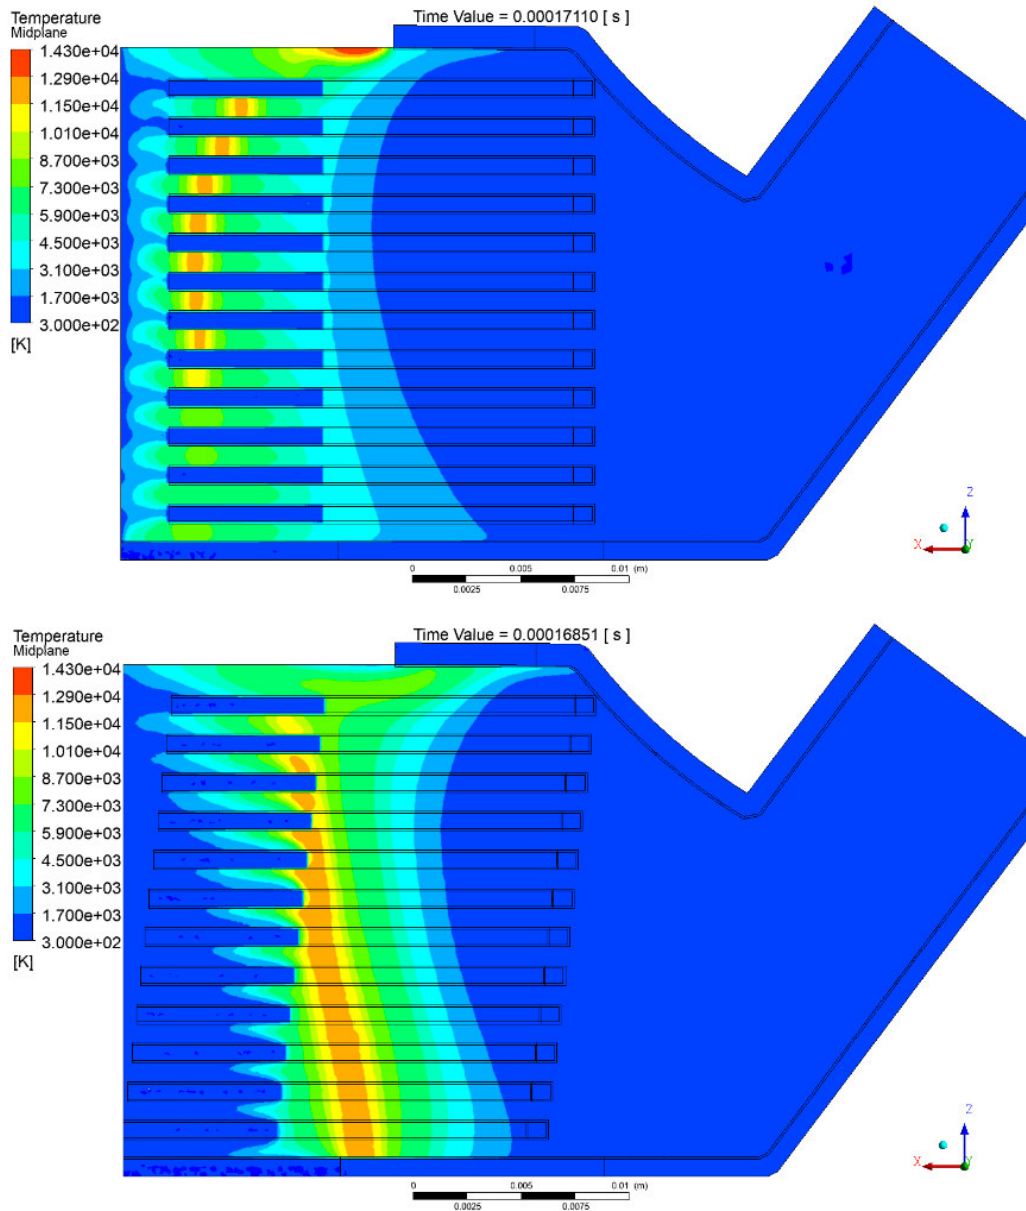 Temperature
Midplane
Time Value = 0.00017110 [ s ]
1.430e+04
1.290e+04
1.150e+04
1.010e+04
8.700e+03
7.300e+03
5.900e+03
4.500e+03
3.100e+03
1.700e+03
3.000e+02
[K]
Z
X
Y
0 0.005 0.01 (m)
0.0025 0.0075
Temperature
Midplane
Time Value = 0.00016851 [ s ]
1.430e+04
1.290e+04
1.150e+04
1.010e+04
8.700e+03
7.300e+03
5.900e+03
4.500e+03
3.100e+03
1.700e+03
3.000e+02
[K]
Z
X
Y
0 0.005 0.01 (m)
0.0025 0.0075